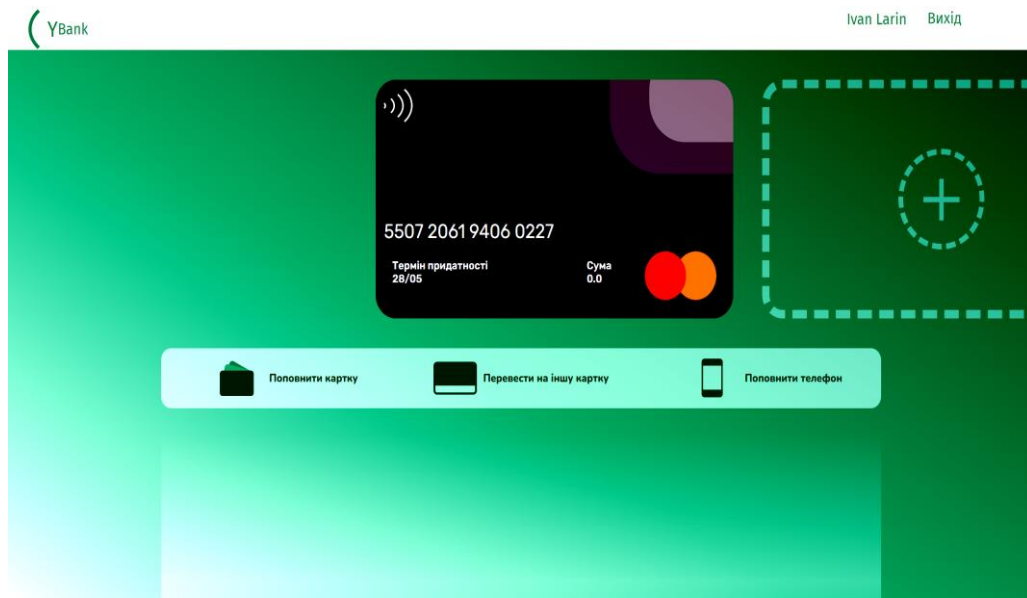 YBank
Ivan Larin Вихід
5507 2061 9406 0227
Термін придатності Сума
28/05 0.0
Поповнити картку Перевести на іншу картку Поповнити телефон